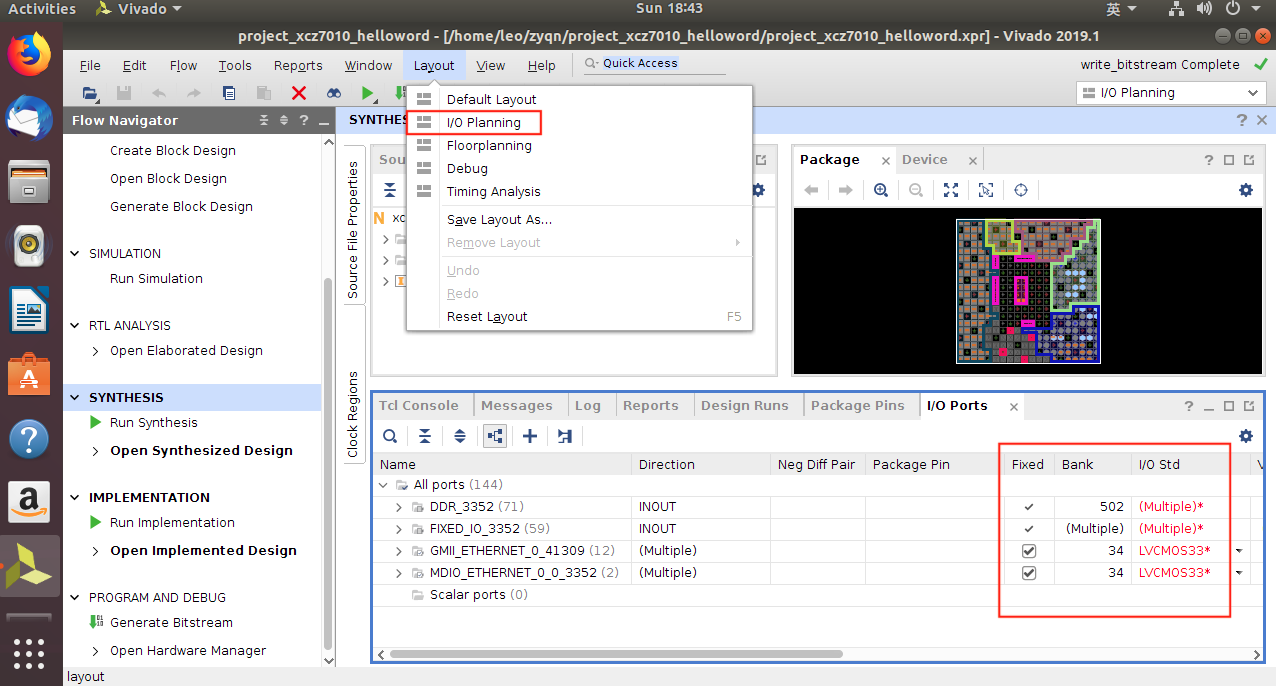 Activities Vivado Sun 18:43 英
project_xcz7010_helloword - [/home/leo/zyqn/project_xcz7010_helloword/project_xcz7010_helloword.xpr] - Vivado 2019.1
File Edit Flow Tools Reports Window Layout View Help Quick Access write_bitstream Complete
I/O Planning
Flow Navigator
Create Block Design
Open Block Design
Generate Block Design
SIMULATION
Run Simulation
RTL ANALYSIS
Open Elaborated Design
SYNTHESIS
Run Synthesis
Open Synthesized Design
IMPLEMENTATION
Run Implementation
Open Implemented Design
PROGRAM AND DEBUG
Generate Bitstream
Open Hardware Manager
layout
Default Layout
I/O Planning
Floorplanning
Debug
Timing Analysis
Save Layout As...
Remove Layout
Undo
Redo
Reset Layout F5
SYNTHES
Sou
xc
Source File Properties
Clock Regions
Package Device
Tcl Console Messages Log Reports Design Runs Package Pins I/O Ports
Name Direction Neg Diff Pair Package Pin Fixed Bank I/O Std V
All ports (144)
DDR_3352 (71) INOUT 502 (Multiple)*
FIXED_IO_3352 (59) INOUT (Multiple) (Multiple)*
GMII_ETHERNET_0_41309 (12) (Multiple) 34 LVCMOS33*
MDIO_ETHERNET_0_0_3352 (2) (Multiple) 34 LVCMOS33*
Scalar ports (0)